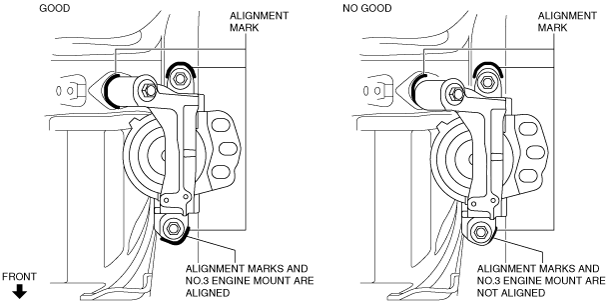 GOOD
ALIGNMENT
MARK
NO GOOD
ALIGNMENT
MARK
ALIGNMENT MARKS AND
NO.3 ENGINE MOUNT ARE
ALIGNED
ALIGNMENT MARKS AND
NO.3 ENGINE MOUNT ARE
NOT ALIGNED
FRONT